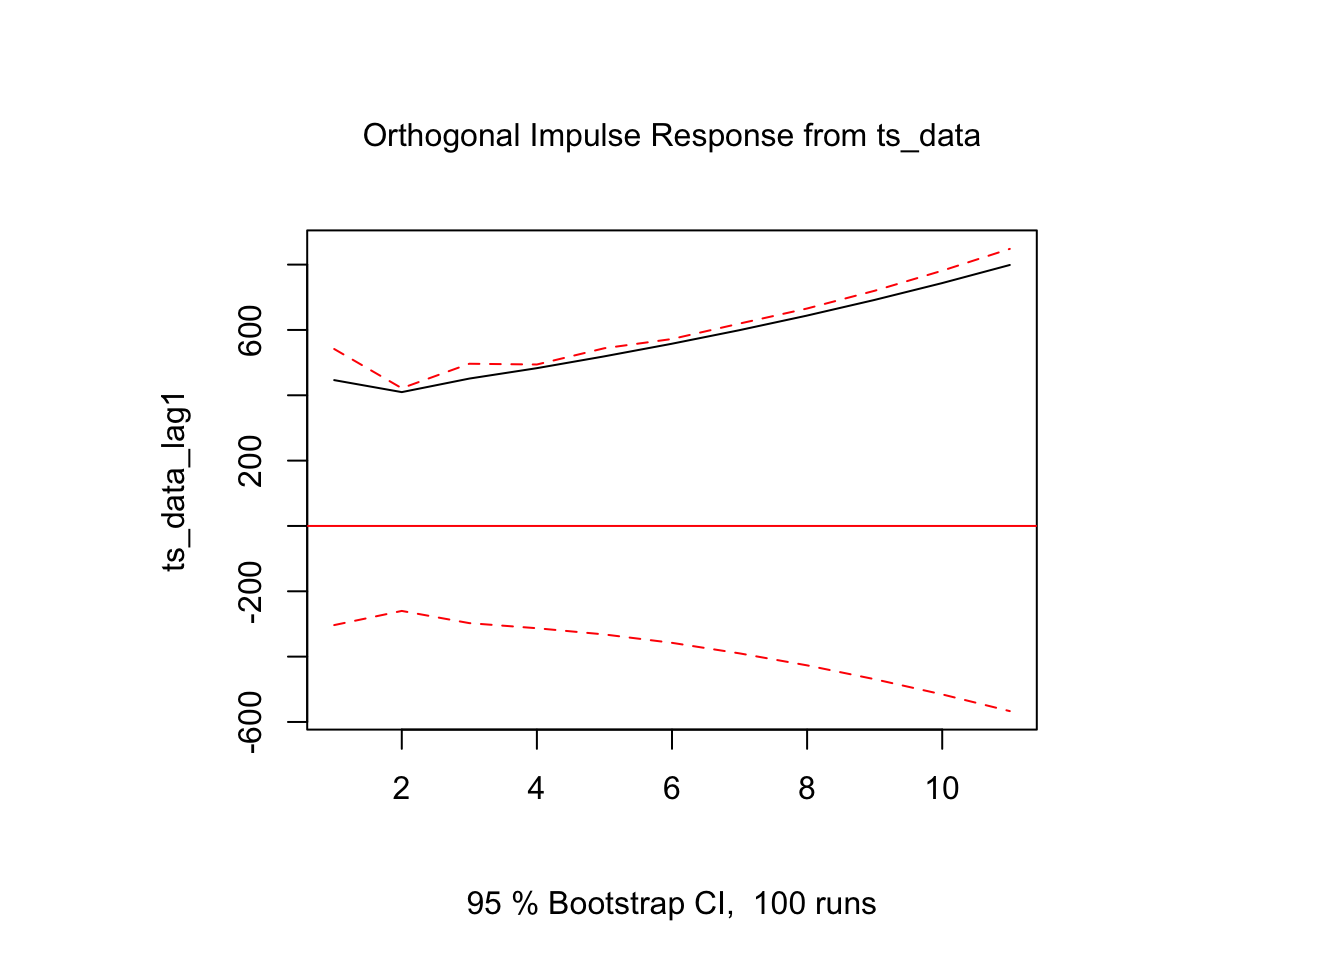 Orthogonal Impulse Response from ts_data
ts_data_lag1
600
200
-200
-600
2 4 6 8 10
95 % Bootstrap CI,  100 runs